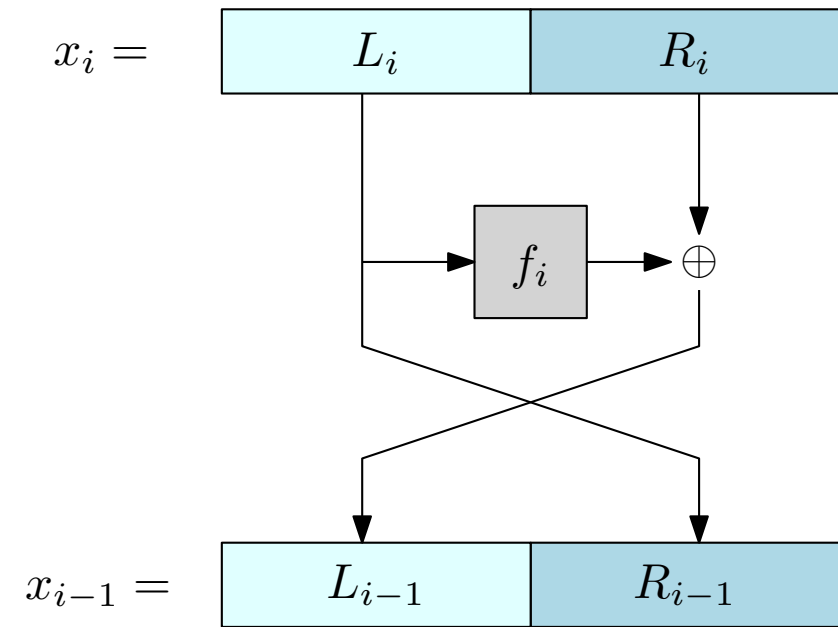 x_i = L_i R_i
f_i ⊕
x_{i−1} = L_{i−1} R_{i−1}